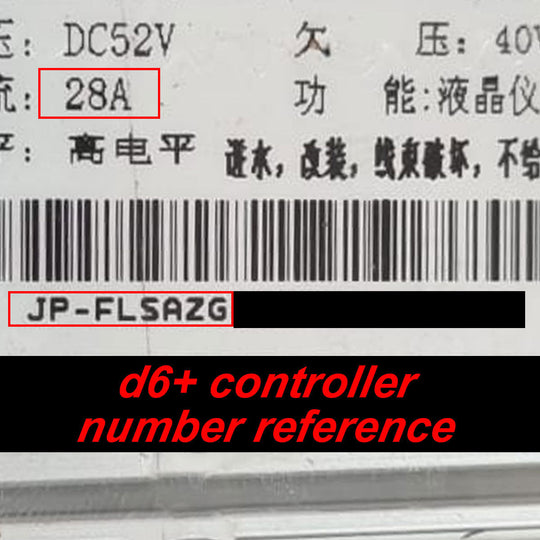 压: DC52V 欠 压: 40V
流: 28A 功 能:液晶仪
高电平 进水, 改装, 线束破坏, 不给
JP-FLSAZG
d6+ controller
number reference